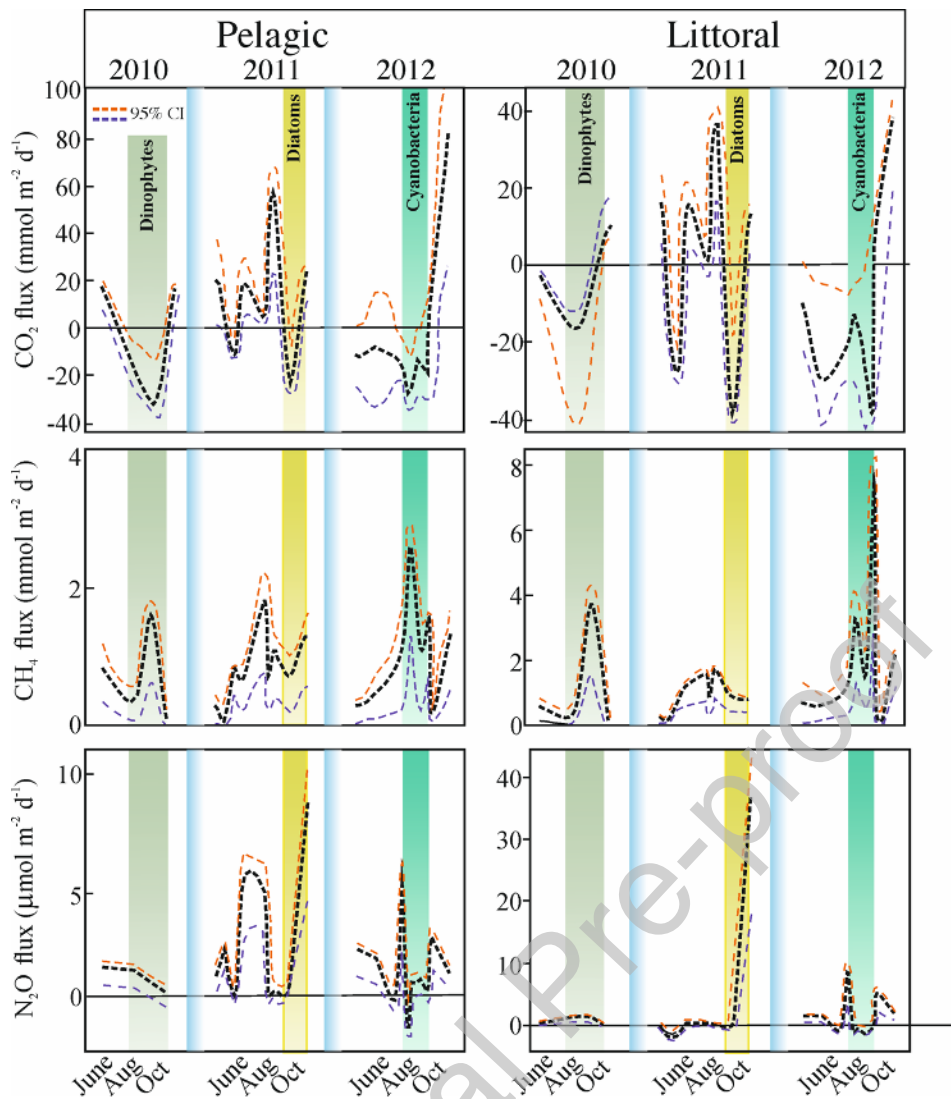 Pelagic Littoral
2010 2011 2012 2010 2011 2012
100
80
60
40
20
0
-20
-40
CO₂ flux (mmol m⁻² d⁻¹)
95% CI
Dinophytes
Diatoms
Cyanobacteria
40
20
0
-20
-40
Dinophytes
Diatoms
Cyanobacteria
4
2
0
CH₄ flux (mmol m⁻² d⁻¹)
8
6
4
2
0
10
5
0
N₂O flux (µmol m⁻² d⁻¹)
40
30
20
10
0
June Aug Oct June Aug Oct June Aug Oct June Aug Oct June Aug Oct June Aug Oct
al Pre-proof